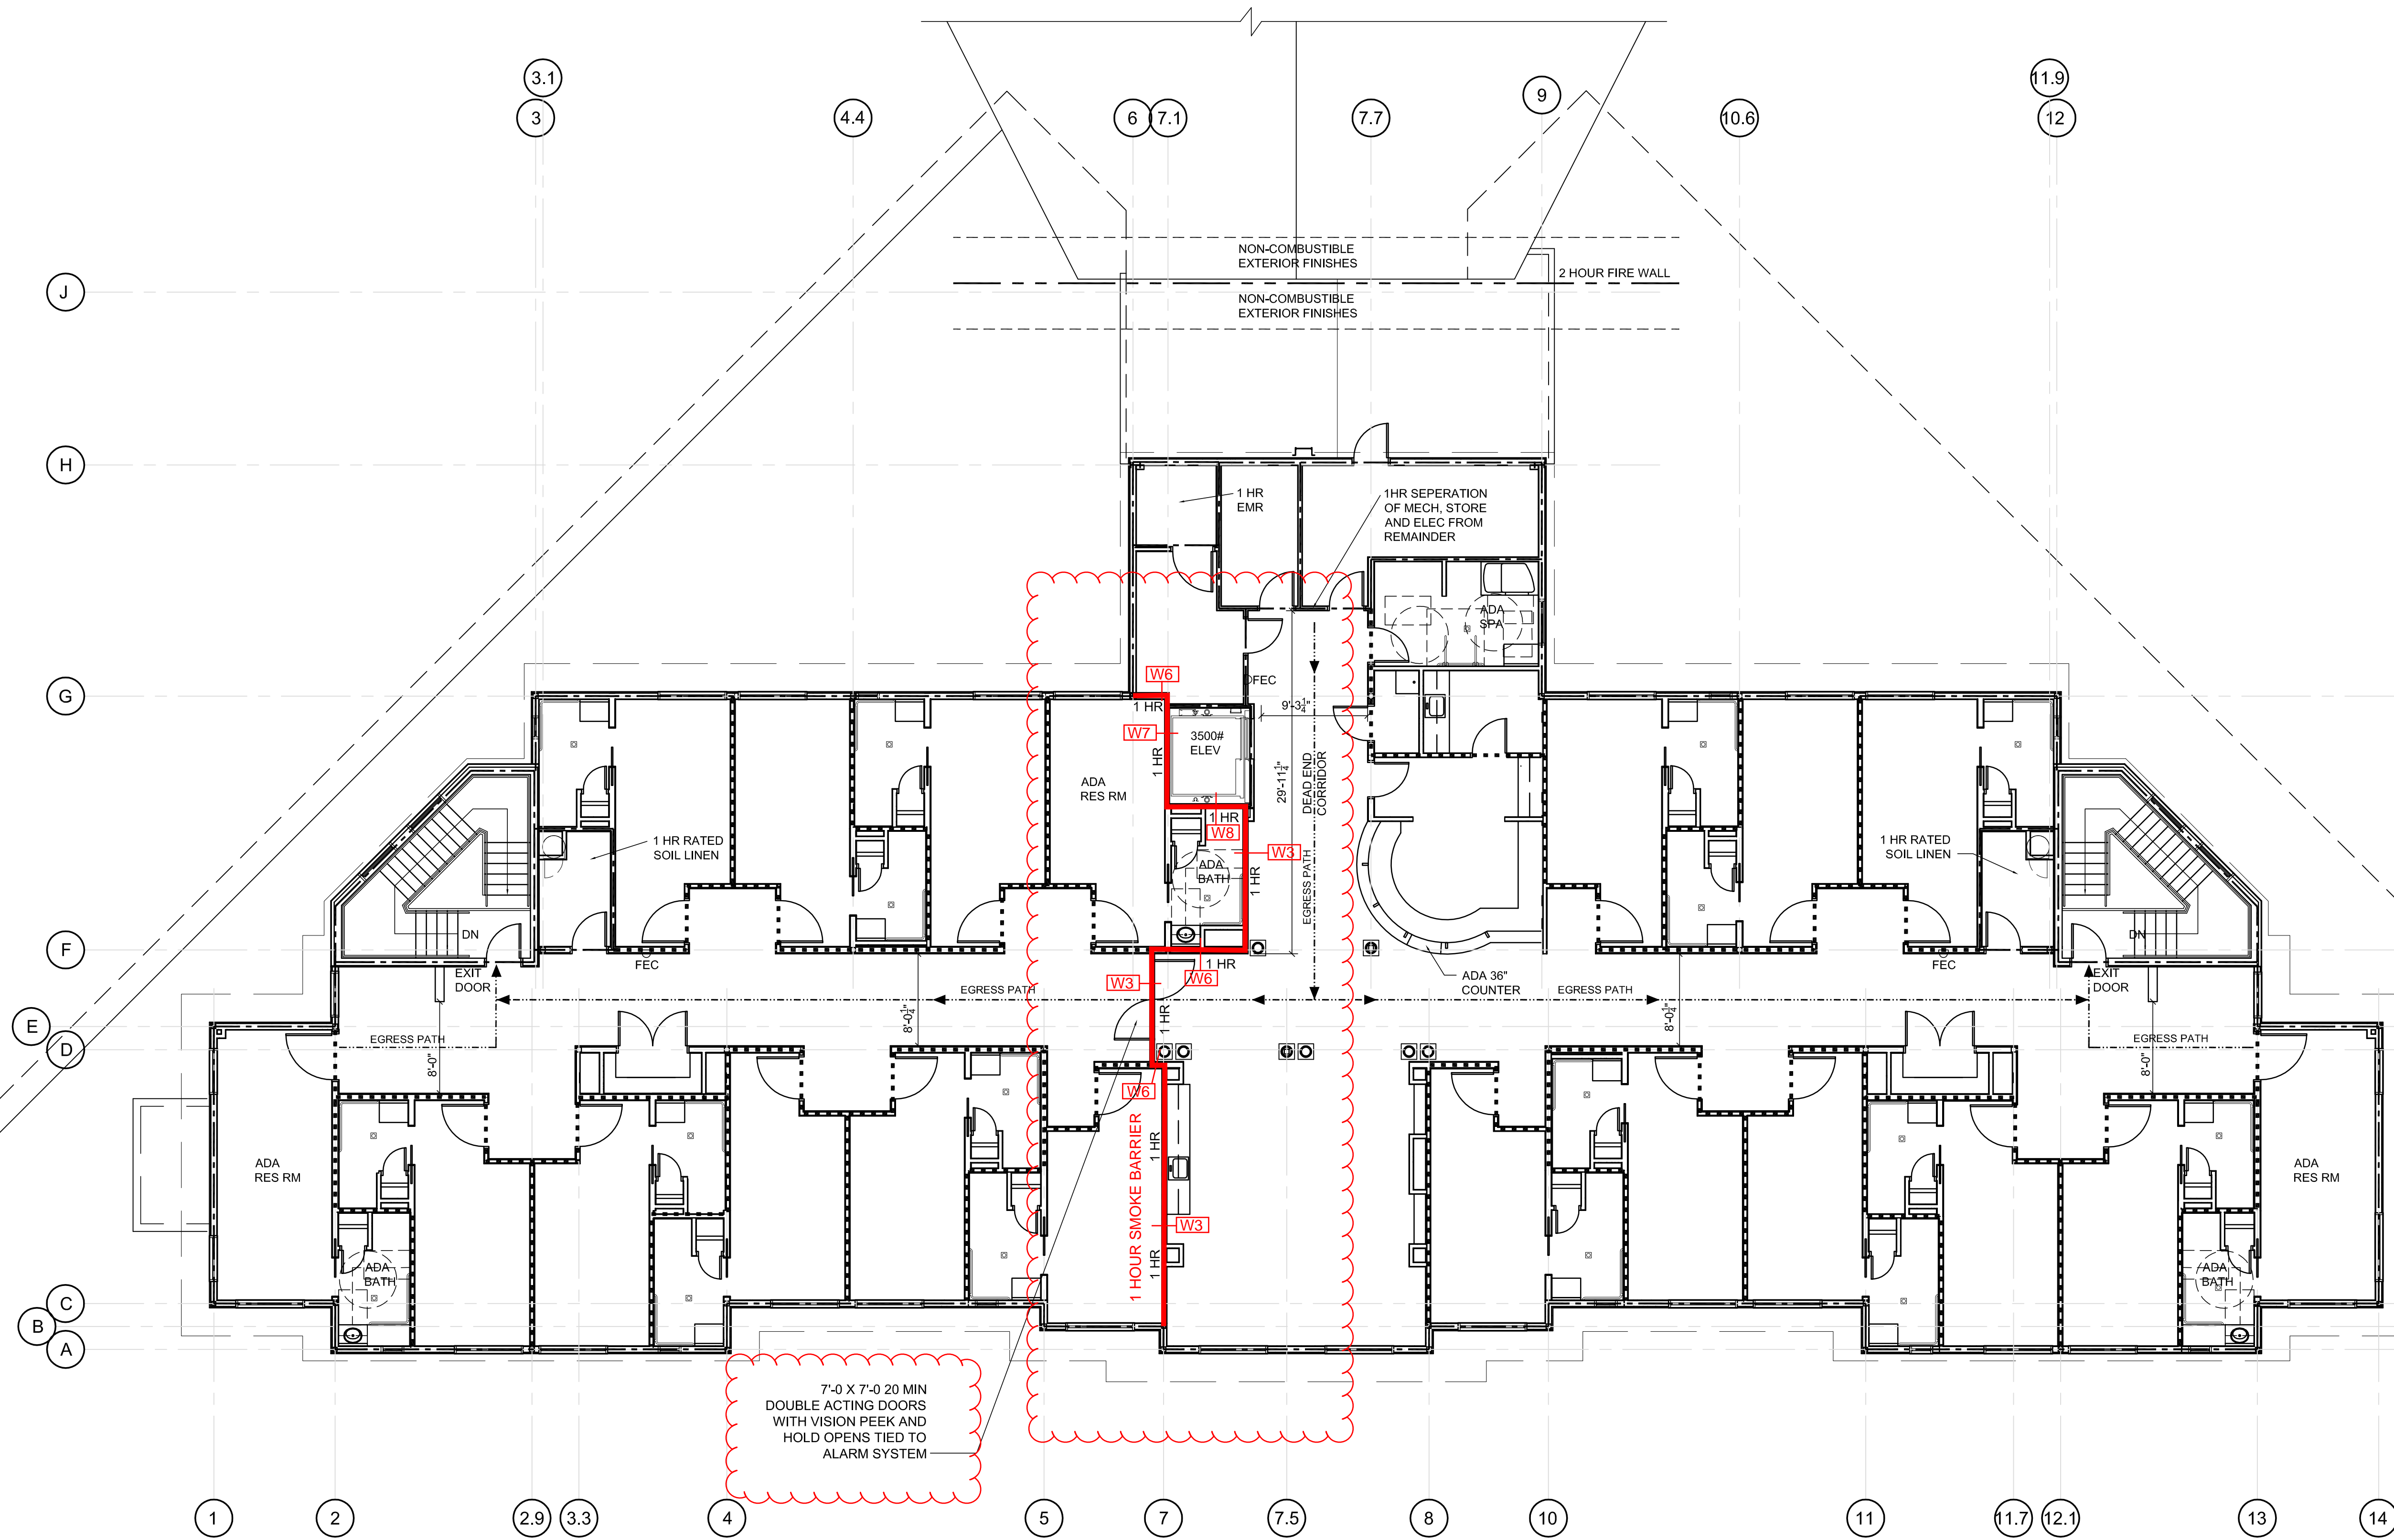 3.1
11.9
3
4.4
6
7.1
7.7
9
10.6
12
NON-COMBUSTIBLE
EXTERIOR FINISHES
2 HOUR FIRE WALL
J
NON-COMBUSTIBLE
EXTERIOR FINISHES
H
1 HR
EMR
1HR SEPERATION
OF MECH, STORE
AND ELEC FROM
REMAINDER
ADA
SPA
G
W6
1 HR
FEC
9'-3 1/4"
W7
1 HR
3500#
ELEV
ADA
RES RM
29'-11 1/4"
DEAD END
CORRIDOR
1 HR
W8
W3
ADA
BATH
1 HR
EGRESS PATH
1 HR RATED
SOIL LINEN
1 HR RATED
SOIL LINEN
DN
DN
F
FEC
1 HR
W6
W3
FEC
EXIT
DOOR
EXIT
DOOR
EGRESS PATH
ADA 36"
COUNTER
EGRESS PATH
E
D
EGRESS PATH
8'-0 1/4"
1 HR
8'-0 1/4"
EGRESS PATH
8'-0"
8'-0"
W6
ADA
RES RM
1 HOUR SMOKE BARRIER
1 HR
W3
1 HR
ADA
RES RM
ADA
BATH
ADA
BATH
C
B
A
7'-0 X 7'-0 20 MIN
DOUBLE ACTING DOORS
WITH VISION PEEK AND
HOLD OPENS TIED TO
ALARM SYSTEM
1
2
2.9
3.3
4
5
7
7.5
8
10
11
11.7
12.1
13
14